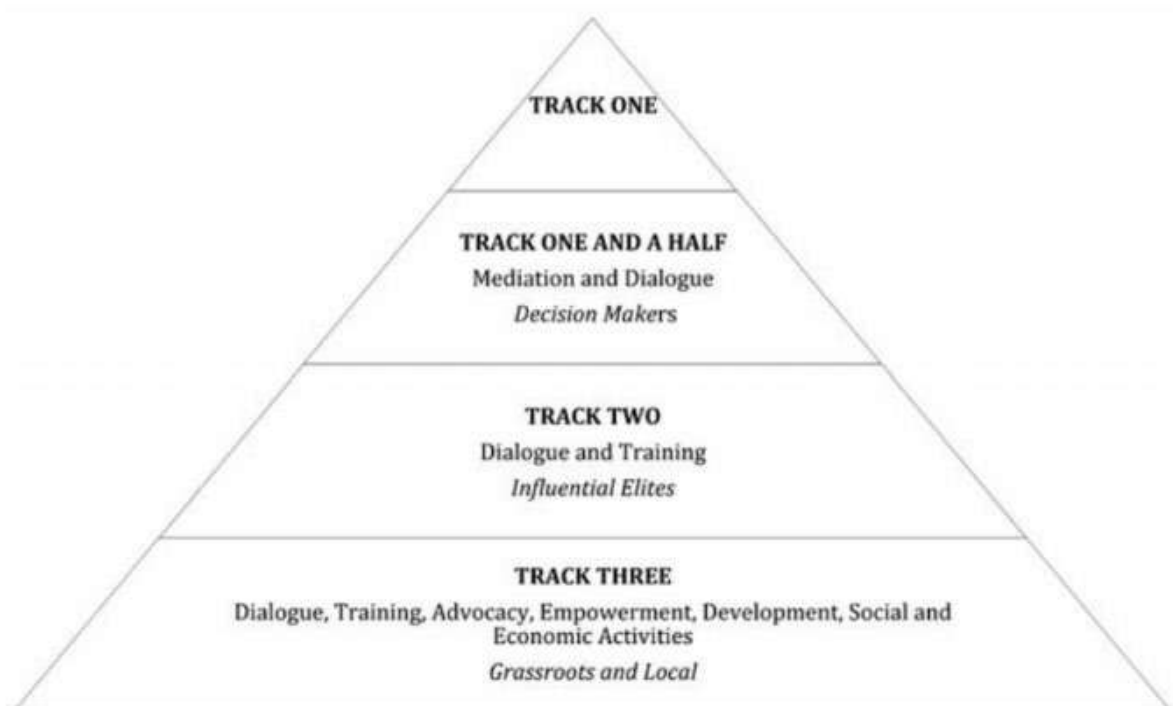 TRACK ONE
TRACK ONE AND A HALF
Mediation and Dialogue
Decision Makers
TRACK TWO
Dialogue and Training
Influential Elites
TRACK THREE
Dialogue, Training, Advocacy, Empowerment, Development, Social and
Economic Activities
Grassroots and Local